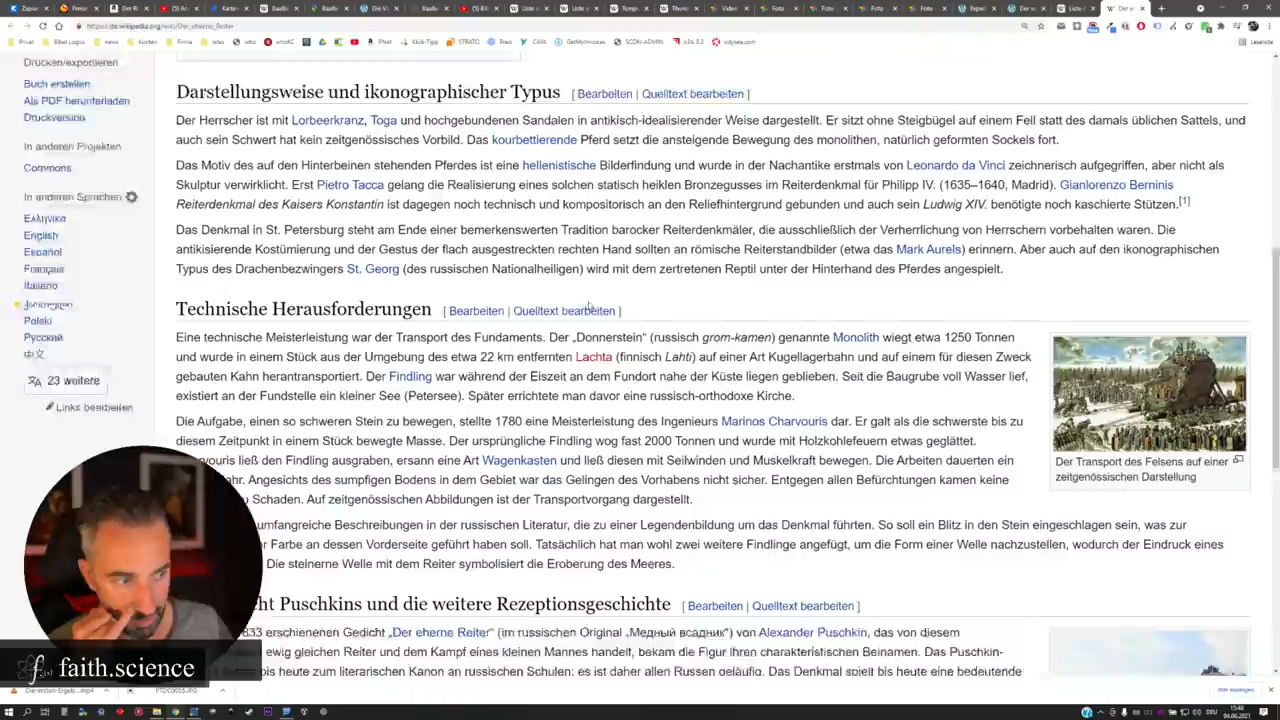 https://de.wikipedia.org/wiki/Der_eherne_Reiter
Drucken/exportieren
Buch erstellen
Als PDF herunterladen
Druckversion
In anderen Projekten
Commons
In anderen Sprachen
Ελληνικά
English
Español
Français
Italiano
Polski
Русский
中文
23 weitere
Links bearbeiten
Darstellungsweise und ikonographischer Typus [ Bearbeiten | Quelltext bearbeiten ]
Der Herrscher ist mit Lorbeerkranz, Toga und hochgebundenen Sandalen in antikisch-idealisierender Weise dargestellt. Er sitzt ohne Steigbügel auf einem Fell statt des damals üblichen Sattels, und
auch sein Schwert hat kein zeitgenössisches Vorbild. Das kourbettierende Pferd setzt die ansteigende Bewegung des monolithen, natürlich geformten Sockels fort.
Das Motiv des auf den Hinterbeinen stehenden Pferdes ist eine hellenistische Bilderfindung und wurde in der Nachantike erstmals von Leonardo da Vinci zeichnerisch aufgegriffen, aber nicht als
Skulptur verwirklicht. Erst Pietro Tacca gelang die Realisierung eines solchen statisch heiklen Bronzegusses im Reiterdenkmal für Philipp IV. (1635–1640, Madrid). Gianlorenzo Berninis
Reiterdenkmal des Kaisers Konstantin ist dagegen noch technisch und kompositorisch an den Reliefhintergrund gebunden und auch sein Ludwig XIV. benötigte noch kaschierte Stützen.[1]
Das Denkmal in St. Petersburg steht am Ende einer bemerkenswerten Tradition barocker Reiterdenkmäler, die ausschließlich der Verherrlichung von Herrschern vorbehalten waren. Die
antikisierende Kostümierung und der Gestus der flach ausgestreckten rechten Hand sollten an römische Reiterstandbilder (etwa das Mark Aurels) erinnern. Aber auch auf den ikonographischen
Typus des Drachenbezwingers St. Georg (des russischen Nationalheiligen) wird mit dem zertretenen Reptil unter der Hinterhand des Pferdes angespielt.
Technische Herausforderungen [ Bearbeiten | Quelltext bearbeiten ]
Eine technische Meisterleistung war der Transport des Fundaments. Der „Donnerstein“ (russisch grom-kamen) genannte Monolith wiegt etwa 1250 Tonnen
und wurde in einem Stück aus der Umgebung des etwa 22 km entfernten Lachta (finnisch Lahti) auf einer Art Kugellagerbahn und auf einem für diesen Zweck
gebauten Kahn herantransportiert. Der Findling war während der Eiszeit an dem Fundort nahe der Küste liegen geblieben. Seit die Baugrube voll Wasser lief,
existiert an der Fundstelle ein kleiner See (Petersee). Später errichtete man davor eine russisch-orthodoxe Kirche.
Die Aufgabe, einen so schweren Stein zu bewegen, stellte 1780 eine Meisterleistung des Ingenieurs Marinos Charvouris dar. Er galt als die schwerste bis zu
diesem Zeitpunkt in einem Stück bewegte Masse. Der ursprüngliche Findling wog fast 2000 Tonnen und wurde mit Holzkohlefeuern etwas geglättet.
vouris ließ den Findling ausgraben, ersann eine Art Wagenkasten und ließ diesen mit Seilwinden und Muskelkraft bewegen. Die Arbeiten dauerten ein
ahr. Angesichts des sumpfigen Bodens in dem Gebiet war das Gelingen des Vorhabens nicht sicher. Entgegen allen Befürchtungen kamen keine
zu Schaden. Auf zeitgenössischen Abbildungen ist der Transportvorgang dargestellt.
umfangreiche Beschreibungen in der russischen Literatur, die zu einer Legendenbildung um das Denkmal führten. So soll ein Blitz in den Stein eingeschlagen sein, was zur
r Farbe an dessen Vorderseite geführt haben soll. Tatsächlich hat man wohl zwei weitere Findlinge angefügt, um die Form einer Welle nachzustellen, wodurch der Eindruck eines
Die steinerne Welle mit dem Reiter symbolisiert die Eroberung des Meeres.
Der Transport des Felsens auf einer
zeitgenössischen Darstellung
ht Puschkins und die weitere Rezeptionsgeschichte [ Bearbeiten | Quelltext bearbeiten ]
833 erschienenen Gedicht „Der eherne Reiter“ (im russischen Original „Медный всадник“) von Alexander Puschkin, das von diesem
ewig gleichen Reiter und dem Kampf eines kleinen Mannes handelt, bekam die Figur ihren charakteristischen Beinamen. Das Puschkin-
bis heute zum literarischen Kanon an russischen Schulen; es ist daher allen Russen geläufig. Das Denkmal spielt bis heute eine bedeutende
faith.science
Alle anzeigen
DEU
15:46
04.06.2021